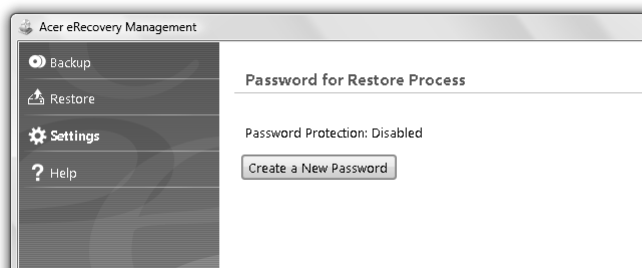 Acer eRecovery Management
Backup
Restore
Settings
Help
Password for Restore Process
Password Protection: Disabled
Create a New Password